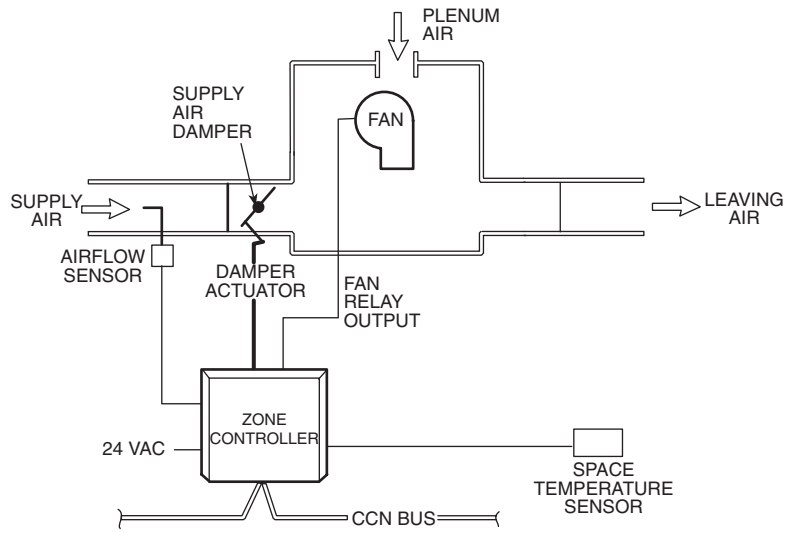 PLENUM
AIR
SUPPLY
AIR
DAMPER
FAN
SUPPLY
AIR
LEAVING
AIR
AIRFLOW
SENSOR
DAMPER
ACTUATOR
FAN
RELAY
OUTPUT
ZONE
CONTROLLER
24 VAC
SPACE
TEMPERATURE
SENSOR
CCN BUS